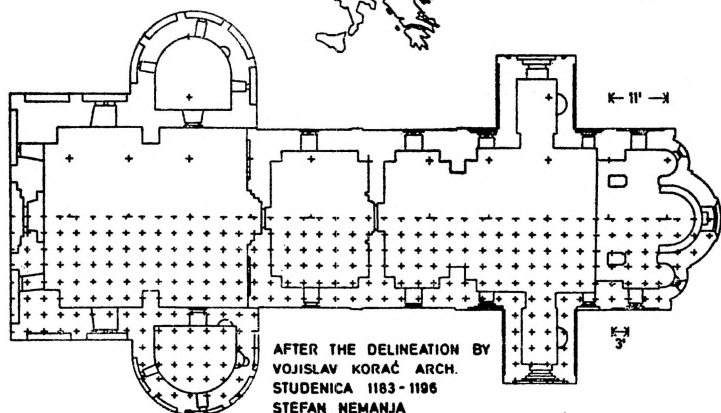 11'
3'
AFTER THE DELINEATION BY
VOJISLAV KORAĆ ARCH.
STUDENICA 1183 - 1196
STEFAN NEMANJA